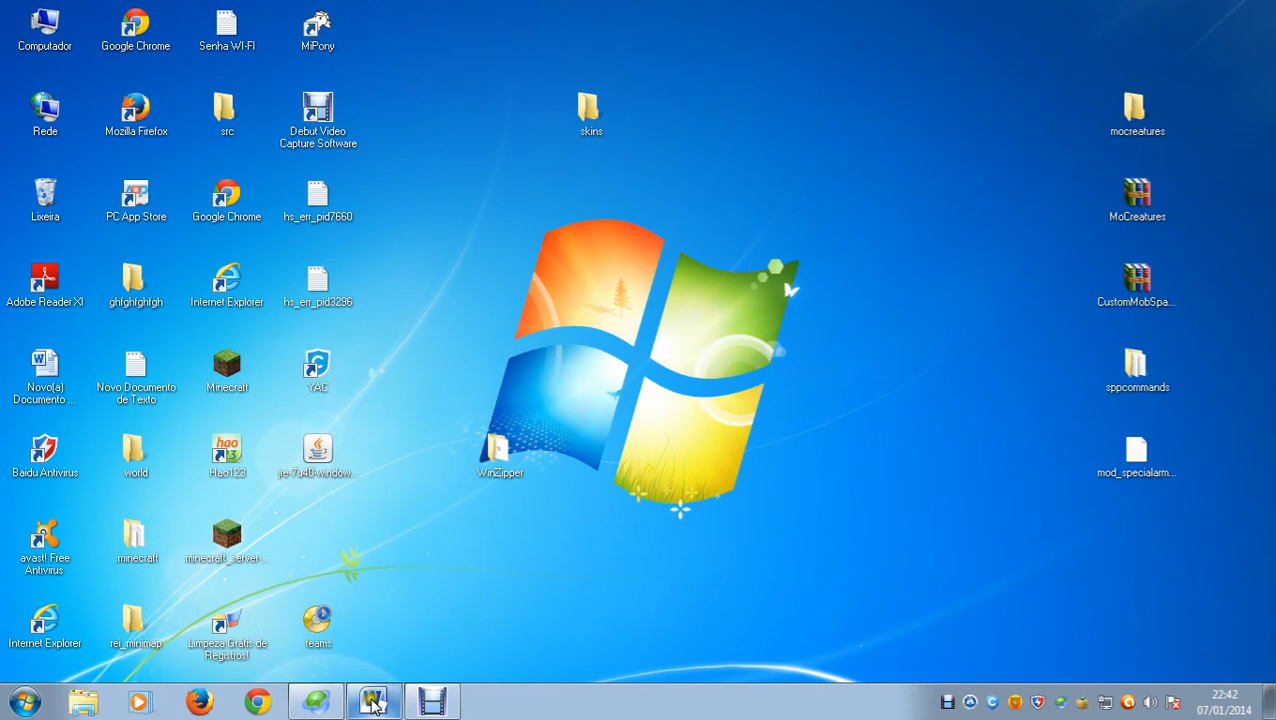 Computador
Google Chrome
Senha WI-FI
MiPony
Rede
Mozilla Firefox
src
Debut Video
Capture Software
skins
mocreatures
Lixeira
PC App Store
Google Chrome
hs_err_pid7660
MoCreatures
Adobe Reader XI
ghfghfghfgh
Internet Explorer
hs_err_pid3296
CustomMobSpa...
Novo(a)
Documento ...
Novo Documento
de Texto
Minecraft
YAC
sppcommands
Baidu Antivirus
world
Hao123
jre-7u40-window...
WinZipper
mod_specialarm...
avast! Free
Antivirus
.minecraft
minecraft_server-...
Internet Explorer
rei_minimap
Limpeza Grátis de
Registros!
teams
22:42
07/01/2014